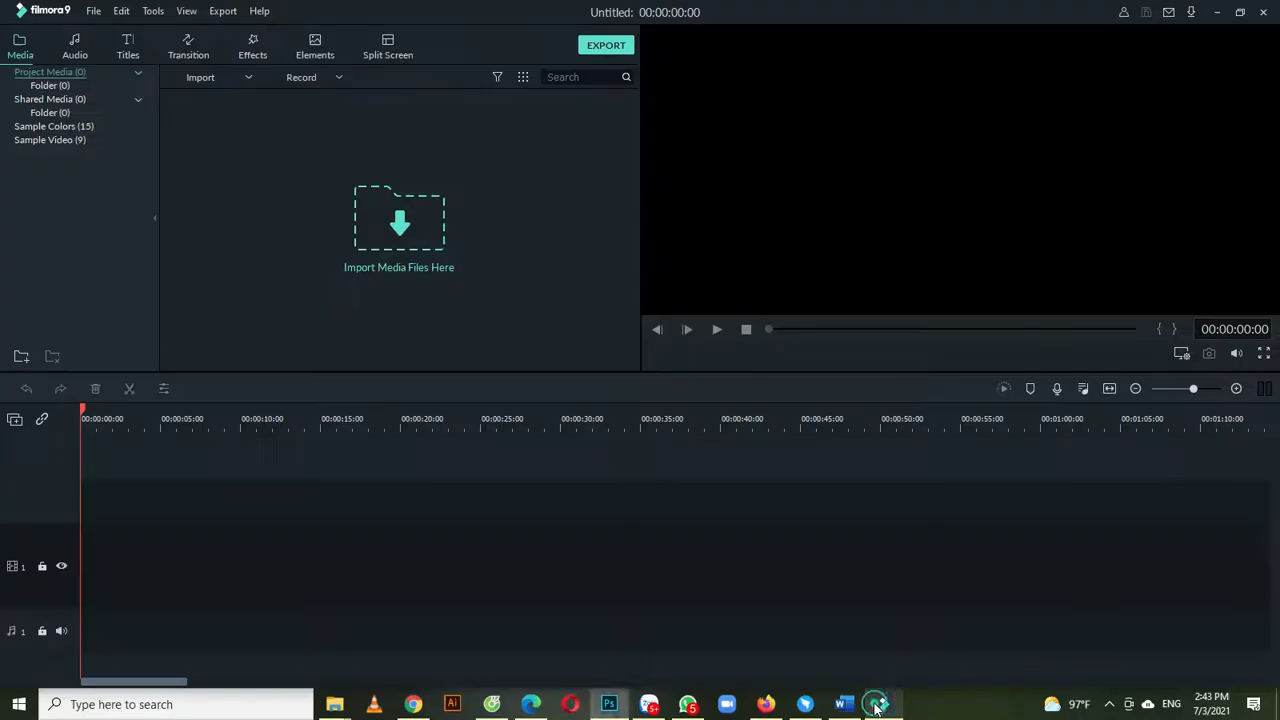 filmora 9 File Edit Tools View Export Help Untitled: 00:00:00:00
Media Audio Titles Transition Effects Elements Split Screen EXPORT
Project Media (0)
Folder (0)
Shared Media (0)
Folder (0)
Sample Colors (15)
Sample Video (9)
Import Record Search
Import Media Files Here
00:00:00:00
00:00:00:00 00:00:05:00 00:00:10:00 00:00:15:00 00:00:20:00 00:00:25:00 00:00:30:00 00:00:35:00 00:00:40:00 00:00:45:00 00:00:50:00 00:00:55:00 00:01:00:00 00:01:05:00 00:01:10:00
1
1
Type here to search Ai Ps 5+ 5 W 97°F ENG
2:43 PM
7/3/2021